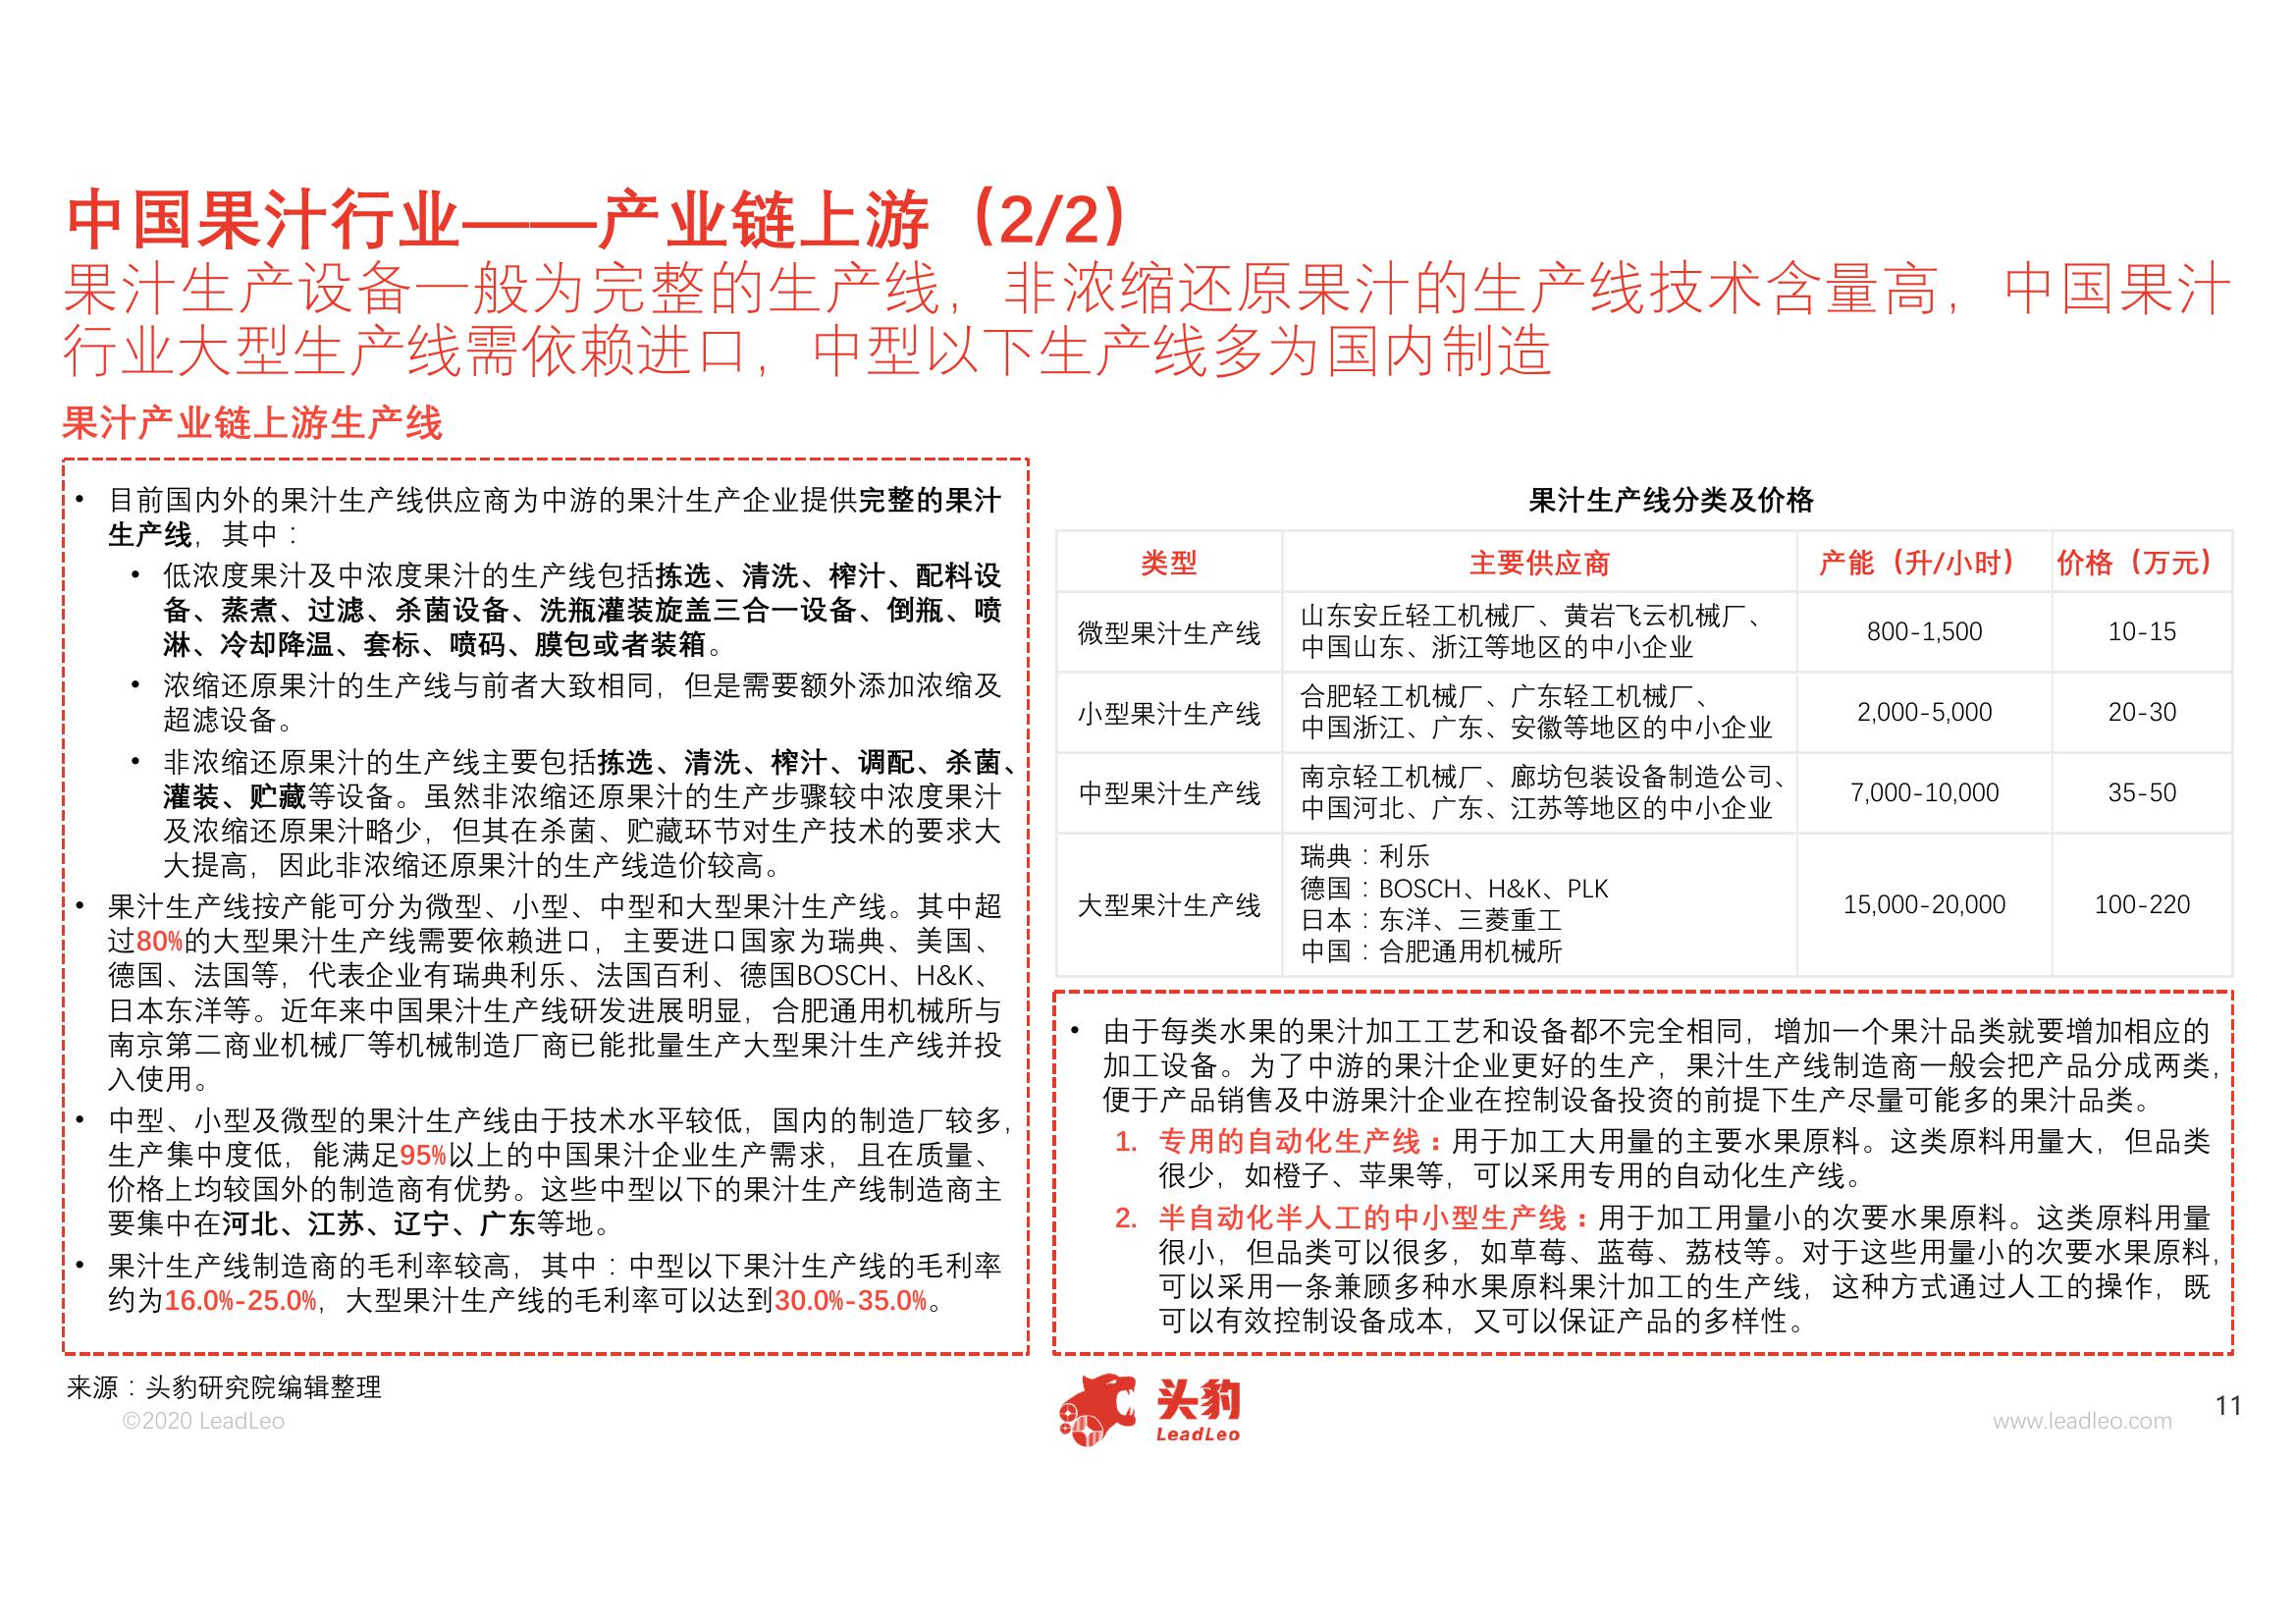 中国果汁行业——产业链上游（2/2）
果汁生产设备一般为完整的生产线，非浓缩还原果汁的生产线技术含量高，中国果汁
行业大型生产线需依赖进口，中型以下生产线多为国内制造
果汁产业链上游生产线
• 目前国内外的果汁生产线供应商为中游的果汁生产企业提供完整的果汁
生产线，其中：
• 低浓度果汁及中浓度果汁的生产线包括拣选、清洗、榨汁、配料设
备、蒸煮、过滤、杀菌设备、洗瓶灌装旋盖三合一设备、倒瓶、喷
淋、冷却降温、套标、喷码、膜包或者装箱。
• 浓缩还原果汁的生产线与前者大致相同，但是需要额外添加浓缩及
超滤设备。
• 非浓缩还原果汁的生产线主要包括拣选、清洗、榨汁、调配、杀菌、
灌装、贮藏等设备。虽然非浓缩还原果汁的生产步骤较中浓度果汁
及浓缩还原果汁略少，但其在杀菌、贮藏环节对生产技术的要求大
大提高，因此非浓缩还原果汁的生产线造价较高。
• 果汁生产线按产能可分为微型、小型、中型和大型果汁生产线。其中超
过80%的大型果汁生产线需要依赖进口，主要进口国家为瑞典、美国、
德国、法国等，代表企业有瑞典利乐、法国百利、德国BOSCH、H&K、
日本东洋等。近年来中国果汁生产线研发进展明显，合肥通用机械所与
南京第二商业机械厂等机械制造厂商已能批量生产大型果汁生产线并投
入使用。
• 中型、小型及微型的果汁生产线由于技术水平较低，国内的制造厂较多，
生产集中度低，能满足95%以上的中国果汁企业生产需求，且在质量、
价格上均较国外的制造商有优势。这些中型以下的果汁生产线制造商主
要集中在河北、江苏、辽宁、广东等地。
• 果汁生产线制造商的毛利率较高，其中：中型以下果汁生产线的毛利率
约为16.0%-25.0%，大型果汁生产线的毛利率可以达到30.0%-35.0%。
果汁生产线分类及价格
类型 主要供应商 产能（升/小时） 价格（万元）
微型果汁生产线 山东安丘轻工机械厂、黄岩飞云机械厂、 800-1,500 10-15
中国山东、浙江等地区的中小企业
小型果汁生产线 合肥轻工机械厂、广东轻工机械厂、 2,000-5,000 20-30
中国浙江、广东、安徽等地区的中小企业
中型果汁生产线 南京轻工机械厂、廊坊包装设备制造公司、 7,000-10,000 35-50
中国河北、广东、江苏等地区的中小企业
大型果汁生产线 瑞典：利乐 15,000-20,000 100-220
德国：BOSCH、H&K、PLK
日本：东洋、三菱重工
中国：合肥通用机械所
• 由于每类水果的果汁加工工艺和设备都不完全相同，增加一个果汁品类就要增加相应的
加工设备。为了中游的果汁企业更好的生产，果汁生产线制造商一般会把产品分成两类，
便于产品销售及中游果汁企业在控制设备投资的前提下生产尽量可能多的果汁品类。
1. 专用的自动化生产线：用于加工大用量的主要水果原料。这类原料用量大，但品类
很少，如橙子、苹果等，可以采用专用的自动化生产线。
2. 半自动化半人工的中小型生产线：用于加工用量小的次要水果原料。这类原料用量
很小，但品类可以很多，如草莓、蓝莓、荔枝等。对于这些用量小的次要水果原料，
可以采用一条兼顾多种水果原料果汁加工的生产线，这种方式通过人工的操作，既
可以有效控制设备成本，又可以保证产品的多样性。
来源：头豹研究院编辑整理
©2020 LeadLeo
头豹
LeadLeo
www.leadleo.com
11